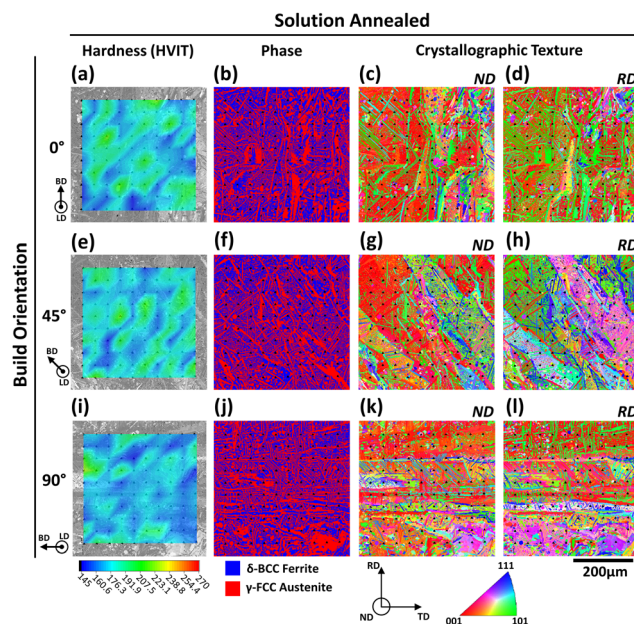 Solution Annealed
Hardness (HVIT) Phase Crystallographic Texture
(a) (b) (c) ND (d) RD
0°
BD
LD
(e) (f) (g) ND (h) RD
Build Orientation
45°
BD
LD
(i) (j) (k) ND (l) RD
90°
BD LD
145 160.6 176.3 191.9 207.5 223.1 238.8 254.4 270
δ-BCC Ferrite
γ-FCC Austenite
RD
ND TD
111
001 101
200μm